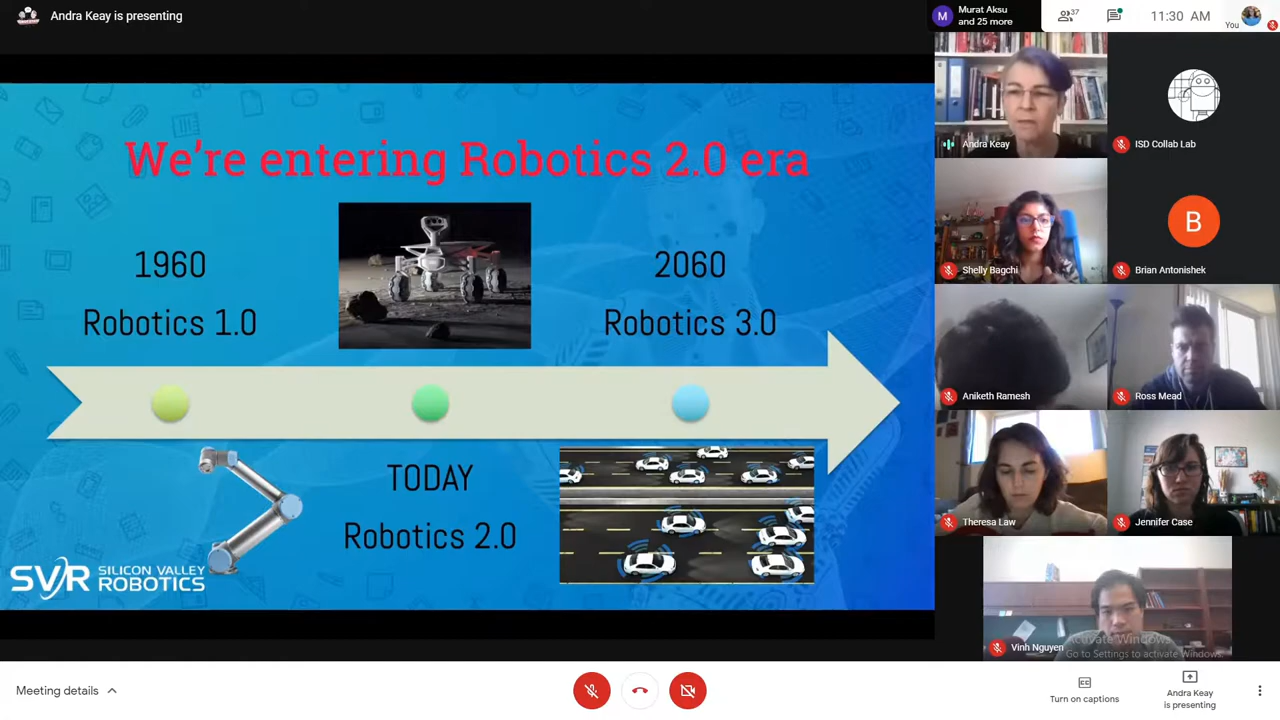 Andra Keay is presenting
M
Murat Aksu
and 25 more
37
11:30 AM
You
We're entering Robotics 2.0 era
1960
Robotics 1.0
2060
Robotics 3.0
TODAY
Robotics 2.0
SVR SILICON VALLEY
ROBOTICS
Andra Keay
ISD Collab Lab
Shelly Bagchi
B
Brian Antonishek
Aniketh Ramesh
Ross Mead
Theresa Law
Jennifer Case
Vinh Nguyen
Activate Windows
Go to Settings to activate Windows.
Meeting details
CC
Turn on captions
Andra Keay
is presenting